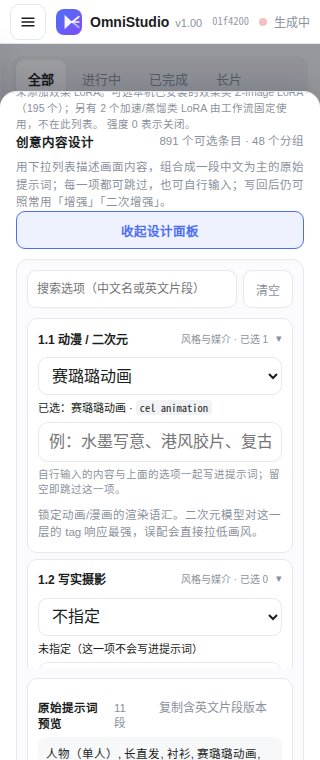 OmniStudio v1.00 01f4200 生成中
全部 进行中 已完成 长片
未添加效果 LoRA。可选本机已安装的效果类 Z-Image LoRA
（195 个）；另有 2 个加速/蒸馏类 LoRA 由工作流固定使
用，不在此列表。 强度 0 表示关闭。
创意内容设计 891 个可选条目 · 48 个分组
用下拉列表描述画面内容，组合成一段中文为主的原始
提示词；每一项都可跳过，也可自行输入；写回后仍可
照常用「增强」「二次增强」。
收起设计面板
搜索选项（中文名或英文片段） 清空
1.1 动漫 / 二次元 风格与媒介 · 已选 1 ▾
赛璐璐动画
已选：赛璐璐动画 · cel animation
例：水墨写意、港风胶片、复古
自行输入的内容与上面的选项一起写进提示词；留
空即跳过这一项。
锁定动画/漫画的渲染语汇。二次元模型对这一
层的 tag 响应最强，误配会直接拉低画风。
1.2 写实摄影 风格与媒介 · 已选 0 ▾
不指定
未指定（这一项不会写进提示词）
原始提示词 11 复制含英文片段版本
预览 段
人物（单人）, 长直发, 衬衫, 赛璐璐动画,